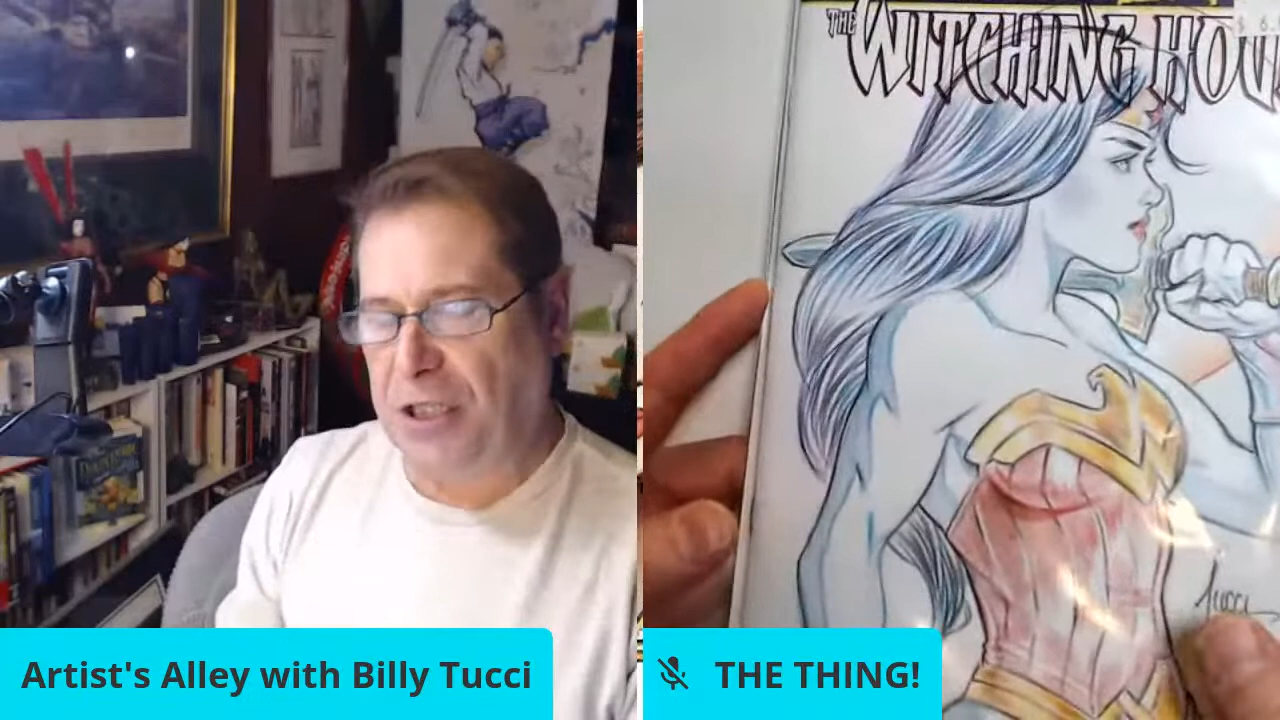 THE
WITCHING HOU
Tucci
Artist's Alley with Billy Tucci
THE THING!